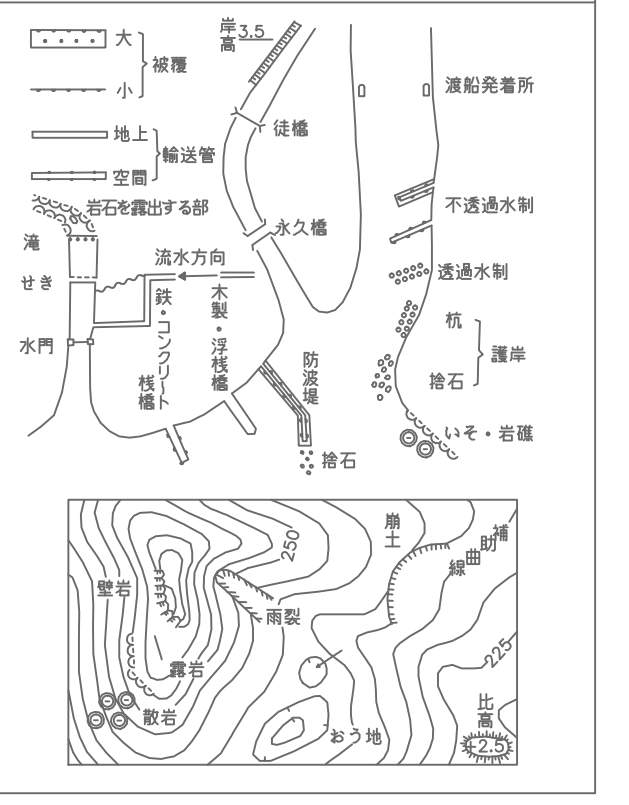 大
小
被覆
岸高
3.5
徒橋
渡船発着所
地上
空間
輸送管
岩石を露出する部
不透過水制
滝
永久橋
せき
流水方向
透過水制
鉄・コンクリート
桟橋
木製・浮桟橋
杭
捨石
護岸
水門
防波堤
いそ・岩礁
捨石
崩土
補助曲線
250
壁岩
雨裂
露岩
225
散岩
おう地
比高
-2.5